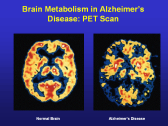 Brain Metabolism in Alzheimer's
Disease: PET Scan
Normal Brain
Alzheimer's Disease